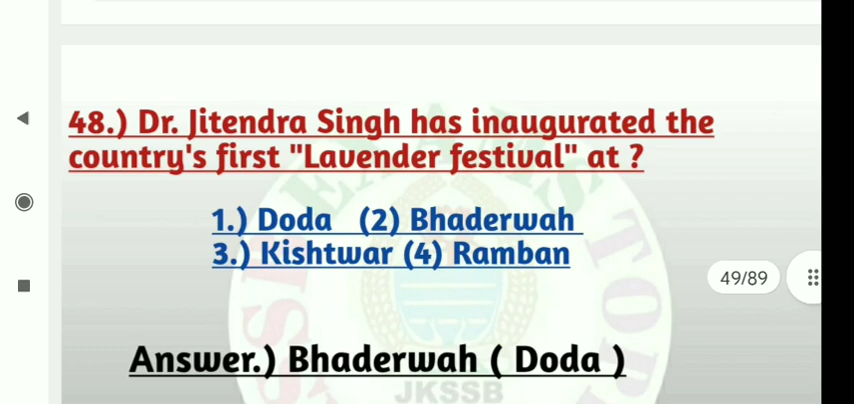 48.) Dr. Jitendra Singh has inaugurated the
country's first "Lavender festival" at ?
1.) Doda (2) Bhaderwah
3.) Kishtwar (4) Ramban
49/89
Answer.) Bhaderwah ( Doda )
JKSSB